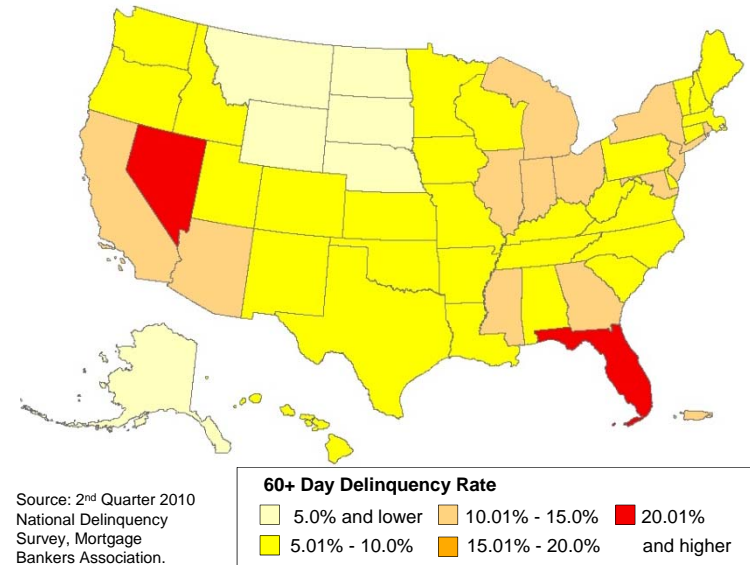 Source: 2nd Quarter 2010
National Delinquency
Survey, Mortgage
Bankers Association.
60+ Day Delinquency Rate
5.0% and lower 10.01% - 15.0% 20.01%
5.01% - 10.0% 15.01% - 20.0% and higher